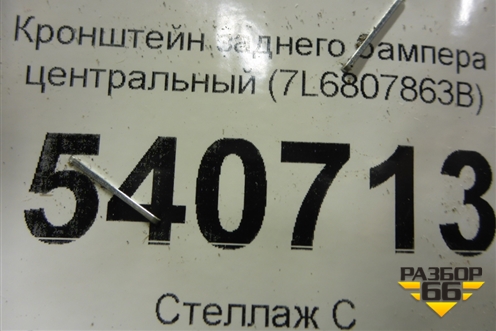 Кронштейн заднего бампера
центральный (7L6807863B)
540713
РАЗБОР
66
Стеллаж С